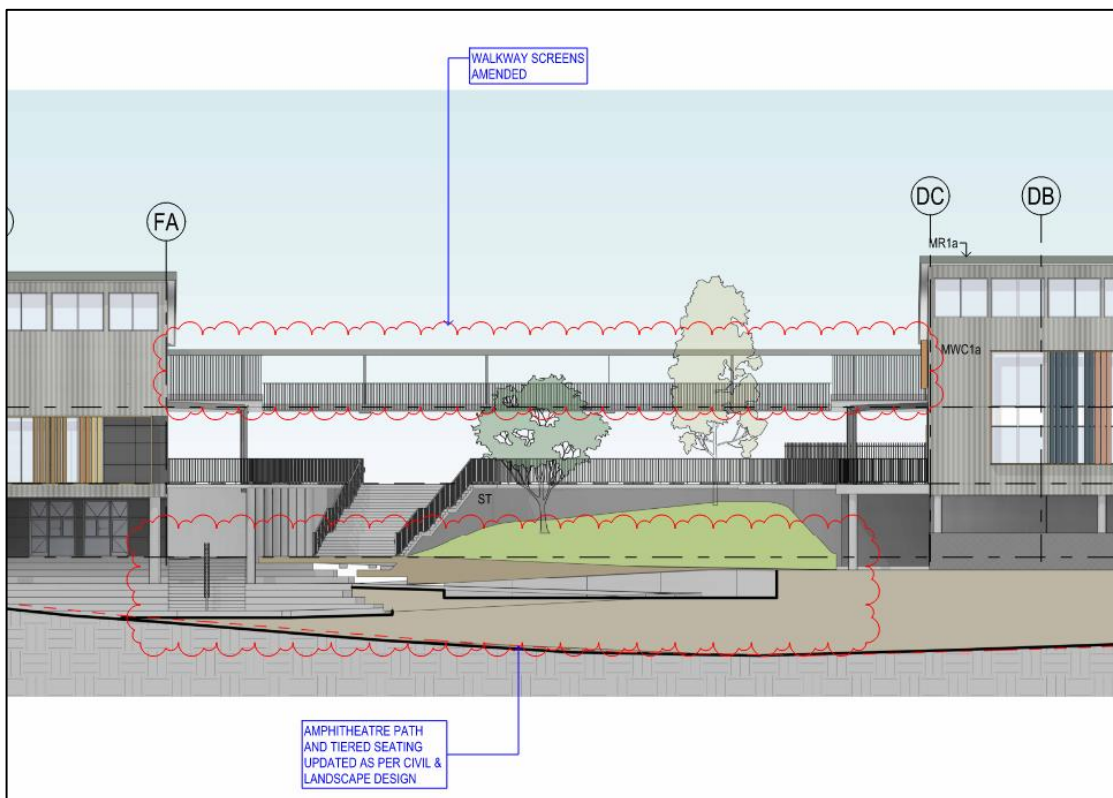 WALKWAY SCREENS
AMENDED
FA
DC
DB
MR1a
MWC1a
ST
AMPHITHEATRE PATH
AND TIERED SEATING
UPDATED AS PER CIVIL &
LANDSCAPE DESIGN